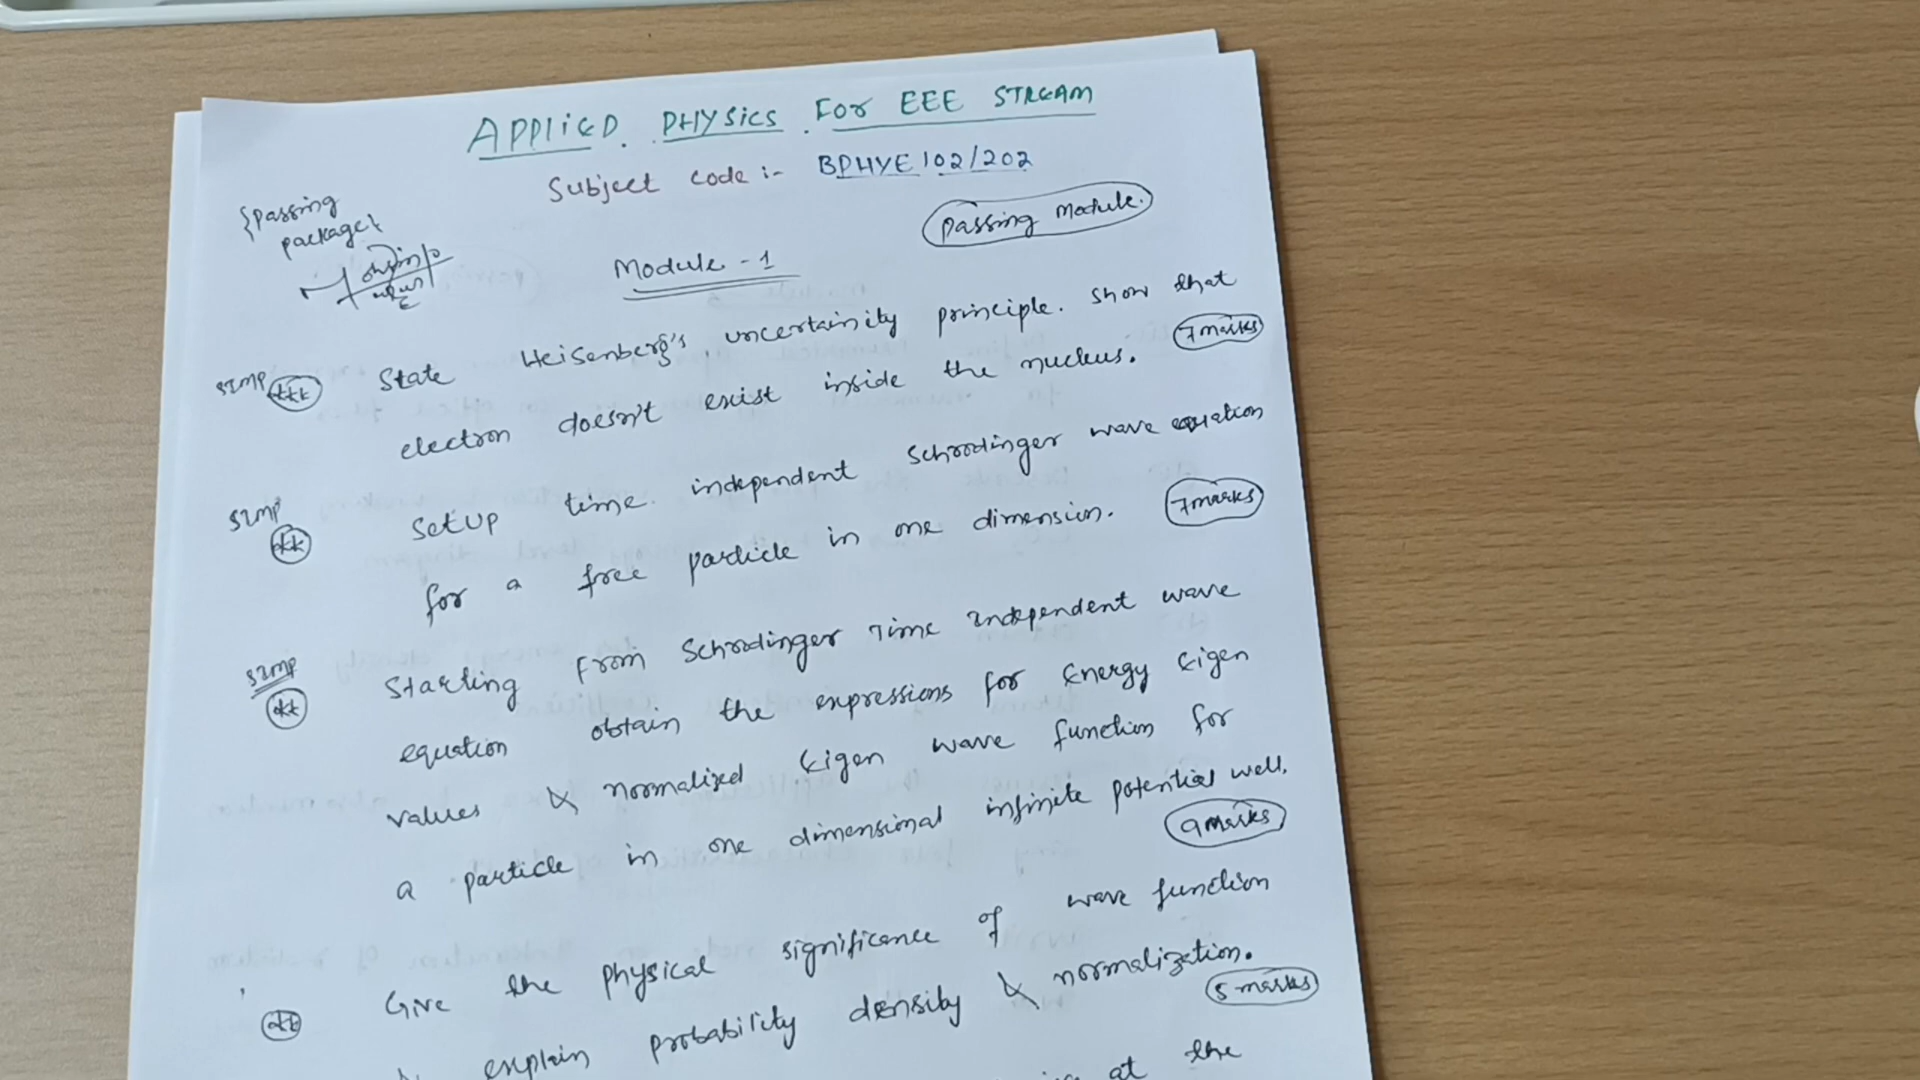 APPLIED PHYSICS FOR EEE STREAM
Subject code :- BPHYE102/202
{passing
package}
passing module.
Module - 1
SIMP State Heisenberg's uncertainity principle. Show that
electron doesn't exist inside the nucleus. 7marks
SIMP Setup time independent Schrodinger wave equation
for a free particle in one dimension. 7marks
SIMP Starting From Schrodinger Time Independent wave
equation obtain the expressions for Energy Eigen
values & normalized Eigen wave function for
a particle in one dimensional infinite potential well.
9marks
Give the physical significance of wave function
& explain probability density & normalization.
5 marks
at the